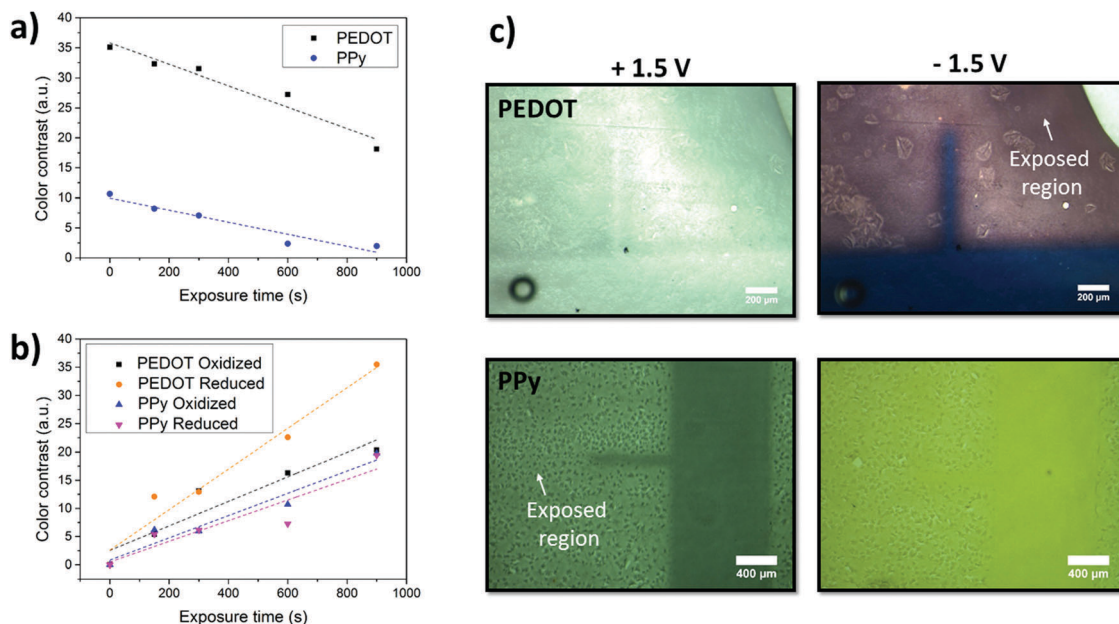 a)
40
35
30
25
20
15
10
5
0
Color contrast (a.u.)
PEDOT
PPy
0 200 400 600 800 1000
Exposure time (s)
b)
40
35
30
25
20
15
10
5
0
Color contrast (a.u.)
PEDOT Oxidized
PEDOT Reduced
PPy Oxidized
PPy Reduced
0 200 400 600 800 1000
Exposure time (s)
c)
+ 1.5 V
- 1.5 V
PEDOT
200 µm
Exposed
region
200 µm
PPy
Exposed
region
400 µm
400 µm